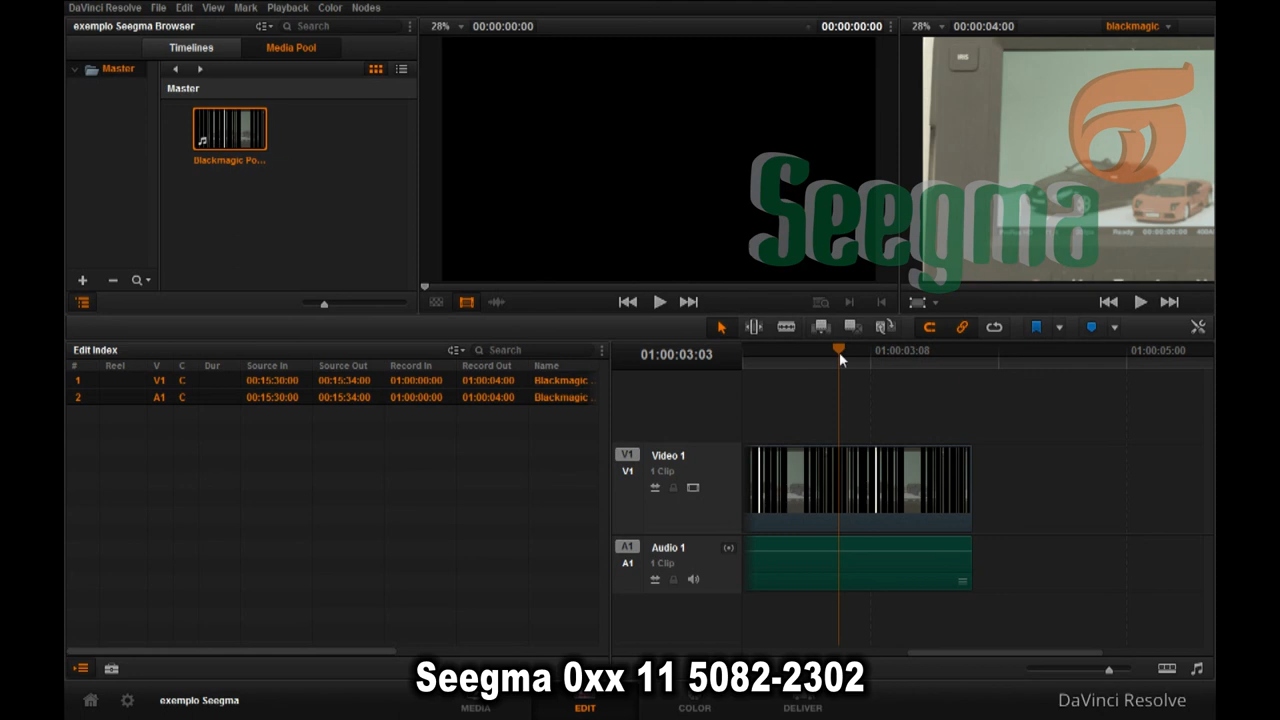 DaVinci Resolve File Edit View Mark Playback Color Nodes
exemplo Seegma Browser Search 28% 00:00:00:00 00:00:00:00 28% 00:00:04:00 blackmagic
Timelines Media Pool
Master
Master
Blackmagic Po...
Seegma
Ready 00:00:00:00
Edit Index Search 01:00:03:03 01:00:03:08 01:00:05:00
# Reel V C Dur Source In Source Out Record In Record Out Name
1 V1 C 00:15:30:00 00:15:34:00 01:00:00:00 01:00:04:00 Blackmagic ..
2 A1 C 00:15:30:00 00:15:34:00 01:00:00:00 01:00:04:00 Blackmagic ..
V1 Video 1
V1 1 Clip
A1 Audio 1
A1 1 Clip
Seegma 0xx 11 5082-2302
exemplo Seegma MEDIA EDIT COLOR DELIVER DaVinci Resolve